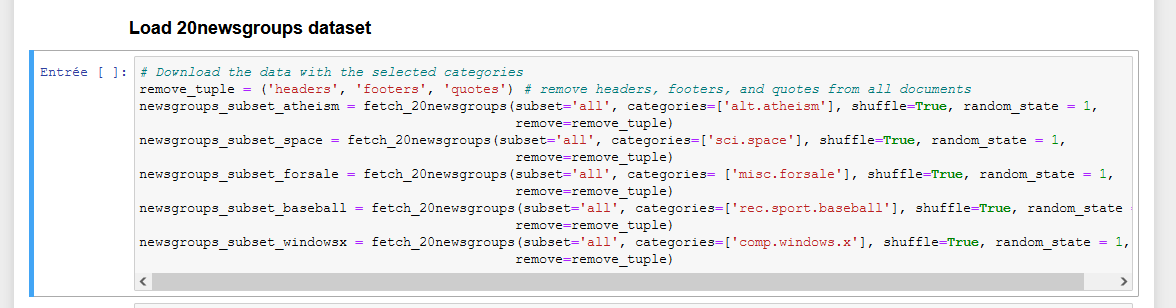 Load 20newsgroups dataset
Entrée [ ]: # Download the data with the selected categories
remove_tuple = ('headers', 'footers', 'quotes') # remove headers, footers, and quotes from all documents
newsgroups_subset_atheism = fetch_20newsgroups(subset='all', categories=['alt.atheism'], shuffle=True, random_state = 1,
remove=remove_tuple)
newsgroups_subset_space = fetch_20newsgroups(subset='all', categories=['sci.space'], shuffle=True, random_state = 1,
remove=remove_tuple)
newsgroups_subset_forsale = fetch_20newsgroups(subset='all', categories= ['misc.forsale'], shuffle=True, random_state = 1,
remove=remove_tuple)
newsgroups_subset_baseball = fetch_20newsgroups(subset='all', categories=['rec.sport.baseball'], shuffle=True, random_state
remove=remove_tuple)
newsgroups_subset_windowsx = fetch_20newsgroups(subset='all', categories=['comp.windows.x'], shuffle=True, random_state = 1,
remove=remove_tuple)